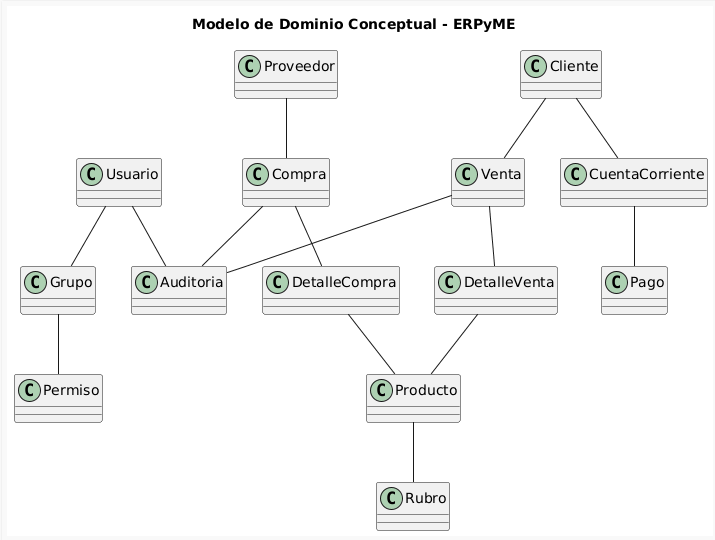 Modelo de Dominio Conceptual - ERPyME
C Proveedor
C Cliente
C Usuario
C Compra
C Venta
C CuentaCorriente
C Grupo
C Auditoria
C DetalleCompra
C DetalleVenta
C Pago
C Permiso
C Producto
C Rubro